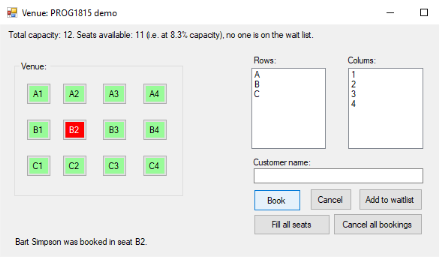 Venue: PROG1815 demo
Total capacity: 12. Seats available: 11 (i.e. at 8.3% capacity), no one is on the wait list.
Venue:
A1 A2 A3 A4
B1 B2 B3 B4
C1 C2 C3 C4
Rows:
A
B
C
Colums:
1
2
3
4
Customer name:
Book Cancel Add to waitlist
Fill all seats Cancel all bookings
Bart Simpson was booked in seat B2.